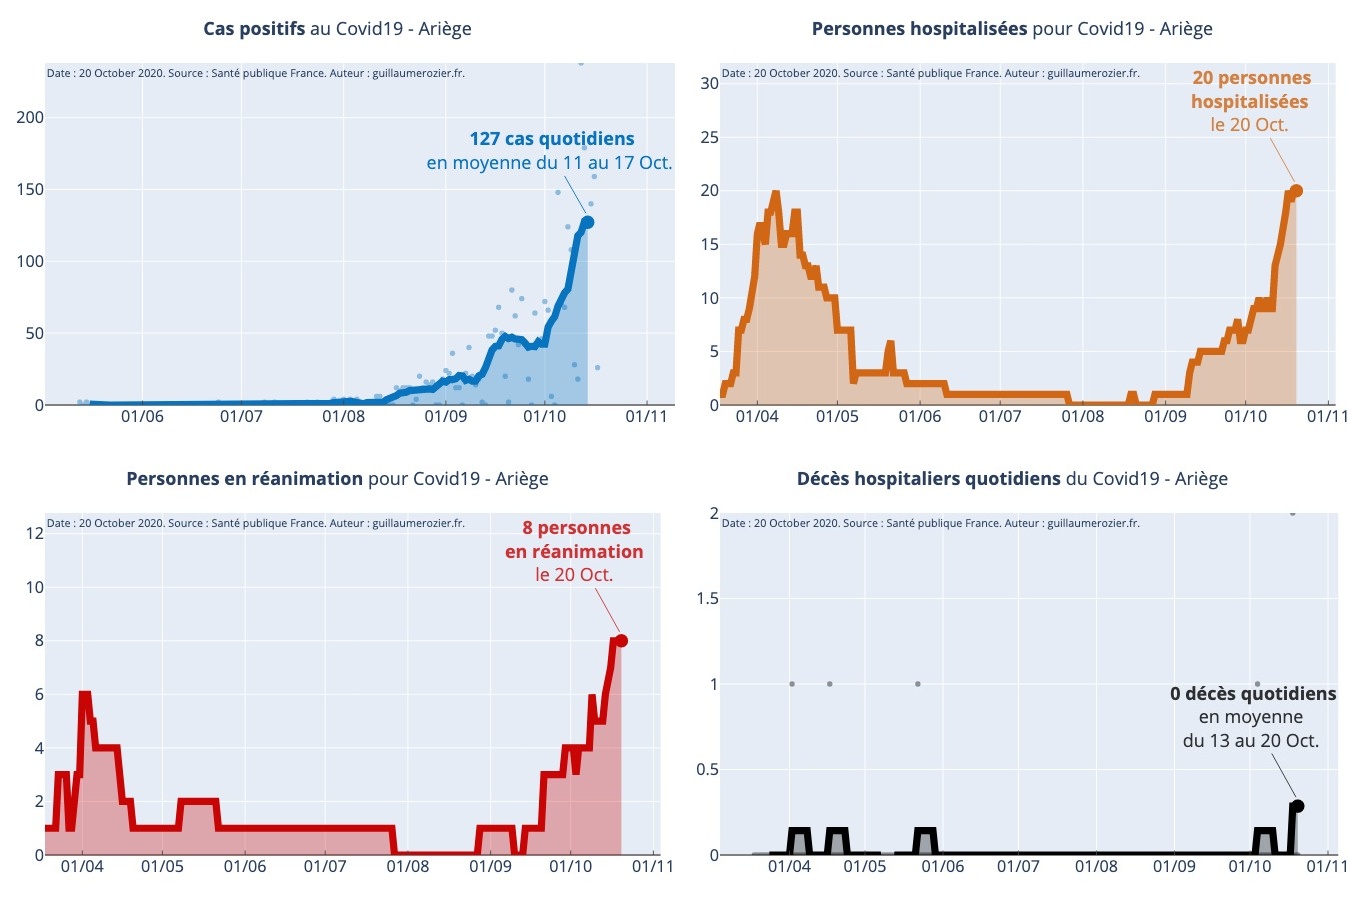 Cas positifs au Covid19 - Ariège
Date : 20 October 2020. Source : Santé publique France. Auteur : guillaumerozier.fr.
200
150
100
50
0
127 cas quotidiens
en moyenne du 11 au 17 Oct.
01/06 01/07 01/08 01/09 01/10 01/11
Personnes hospitalisées pour Covid19 - Ariège
Date : 20 October 2020. Source : Santé publique France. Auteur : guillaumerozier.fr.
30
25
20
15
10
5
0
20 personnes
hospitalisées
le 20 Oct.
01/04 01/05 01/06 01/07 01/08 01/09 01/10 01/11
Personnes en réanimation pour Covid19 - Ariège
Date : 20 October 2020. Source : Santé publique France. Auteur : guillaumerozier.fr.
12
10
8
6
4
2
0
8 personnes
en réanimation
le 20 Oct.
01/04 01/05 01/06 01/07 01/08 01/09 01/10 01/11
Décès hospitaliers quotidiens du Covid19 - Ariège
Date : 20 October 2020. Source : Santé publique France. Auteur : guillaumerozier.fr.
2
1.5
1
0.5
0
0 décès quotidiens
en moyenne
du 13 au 20 Oct.
01/04 01/05 01/06 01/07 01/08 01/09 01/10 01/11